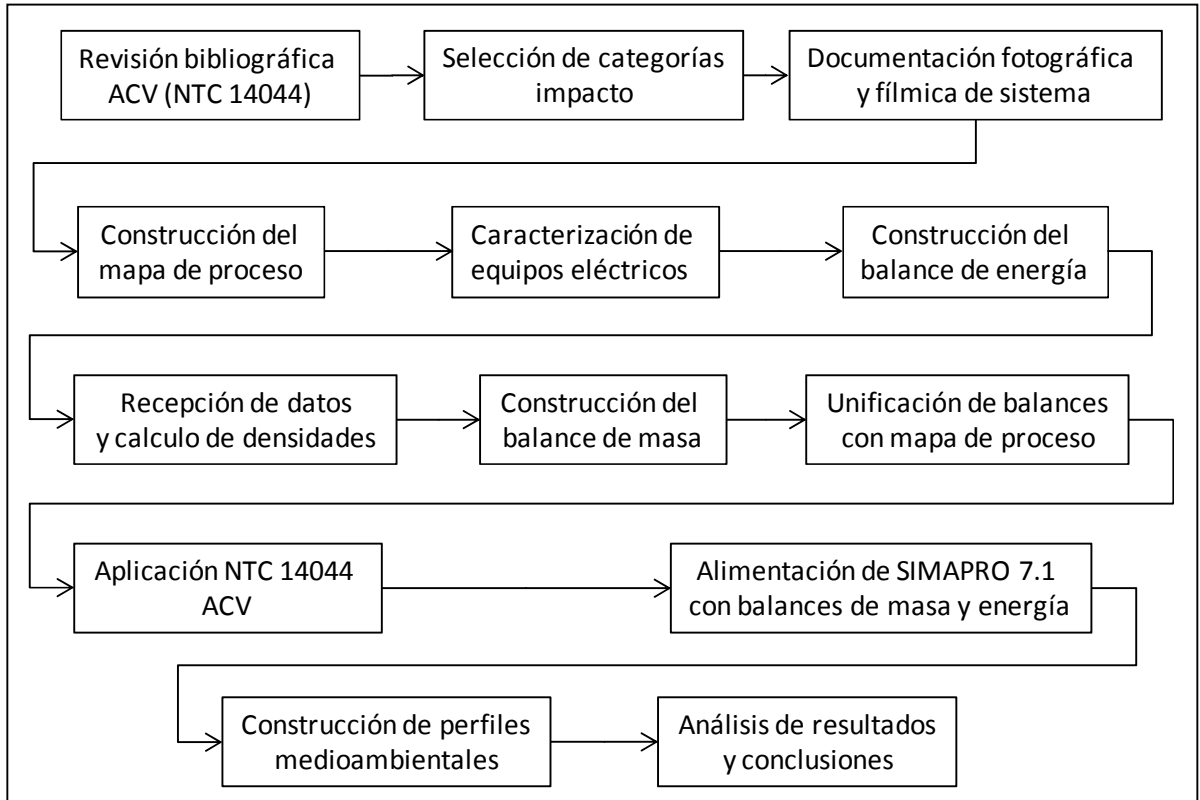 Revisión bibliográfica
ACV (NTC 14044)
Selección de categorías
impacto
Documentación fotográfica
y fílmica de sistema
Construcción del
mapa de proceso
Caracterización de
equipos eléctricos
Construcción del
balance de energía
Recepción de datos
y calculo de densidades
Construcción del
balance de masa
Unificación de balances
con mapa de proceso
Aplicación NTC 14044
ACV
Alimentación de SIMAPRO 7.1
con balances de masa y energía
Construcción de perfiles
medioambientales
Análisis de resultados
y conclusiones